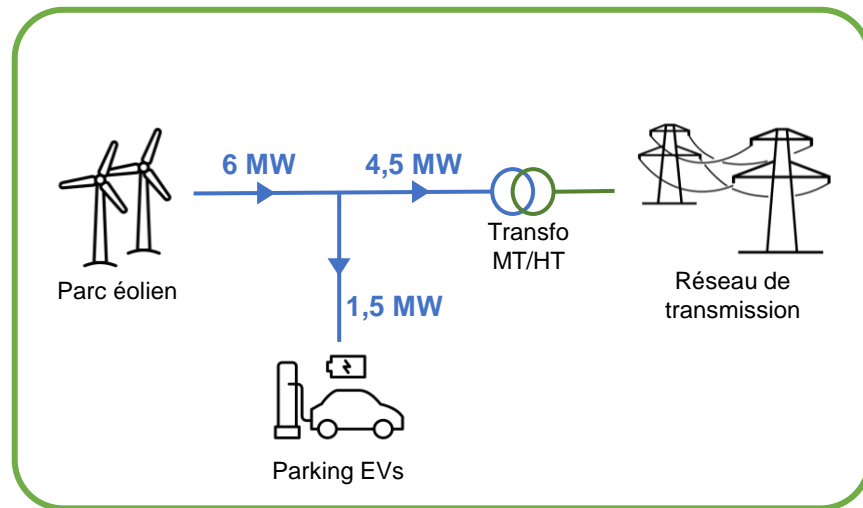 6 MW
4,5 MW
Transfo
MT/HT
Parc éolien
Réseau de
transmission
1,5 MW
Parking EVs